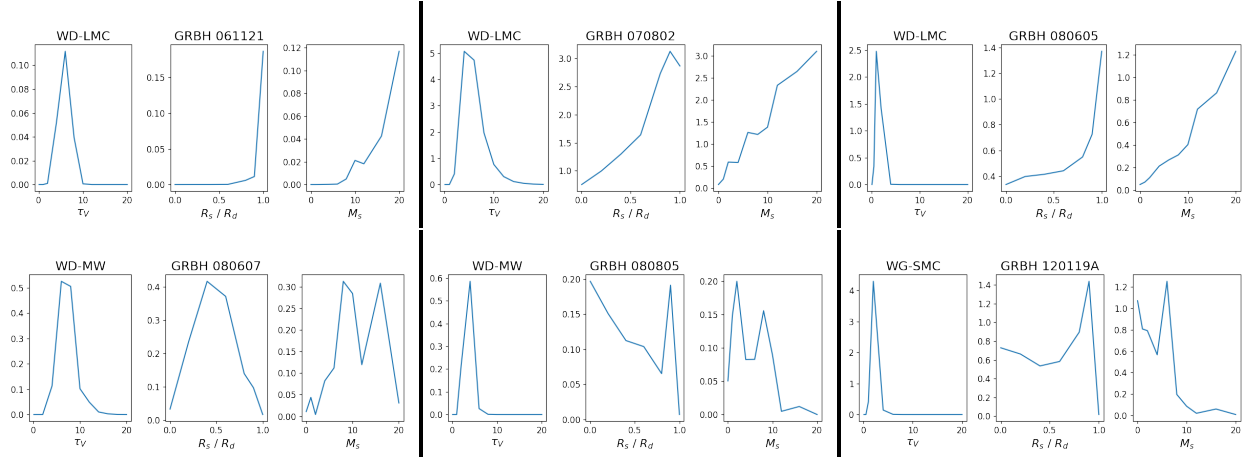 WD-LMC GRBH 061121
0.10 0.08 0.06 0.04 0.02 0.00
0 10 20
τ_V
0.15 0.10 0.05 0.00
0.0 0.5 1.0
R_s / R_d
0.12 0.10 0.08 0.06 0.04 0.02 0.00
0 10 20
M_s
WD-LMC GRBH 070802
5 4 3 2 1 0
0 10 20
τ_V
3.0 2.5 2.0 1.5 1.0
0.0 0.5 1.0
R_s / R_d
3.0 2.5 2.0 1.5 1.0 0.5 0.0
0 10 20
M_s
WD-LMC GRBH 080605
2.5 2.0 1.5 1.0 0.5 0.0
0 10 20
τ_V
1.4 1.2 1.0 0.8 0.6 0.4
0.0 0.5 1.0
R_s / R_d
1.2 1.0 0.8 0.6 0.4 0.2 0.0
0 10 20
M_s
WD-MW GRBH 080607
0.5 0.4 0.3 0.2 0.1 0.0
0 10 20
τ_V
0.4 0.3 0.2 0.1 0.0
0.0 0.5 1.0
R_s / R_d
0.30 0.25 0.20 0.15 0.10 0.05 0.00
0 10 20
M_s
WD-MW GRBH 080805
0.6 0.5 0.4 0.3 0.2 0.1 0.0
0 10 20
τ_V
0.20 0.15 0.10 0.05 0.00
0.0 0.5 1.0
R_s / R_d
0.20 0.15 0.10 0.05 0.00
0 10 20
M_s
WG-SMC GRBH 120119A
4 3 2 1 0
0 10 20
τ_V
1.4 1.2 1.0 0.8 0.6 0.4 0.2 0.0
0.0 0.5 1.0
R_s / R_d
1.2 1.0 0.8 0.6 0.4 0.2 0.0
0 10 20
M_s